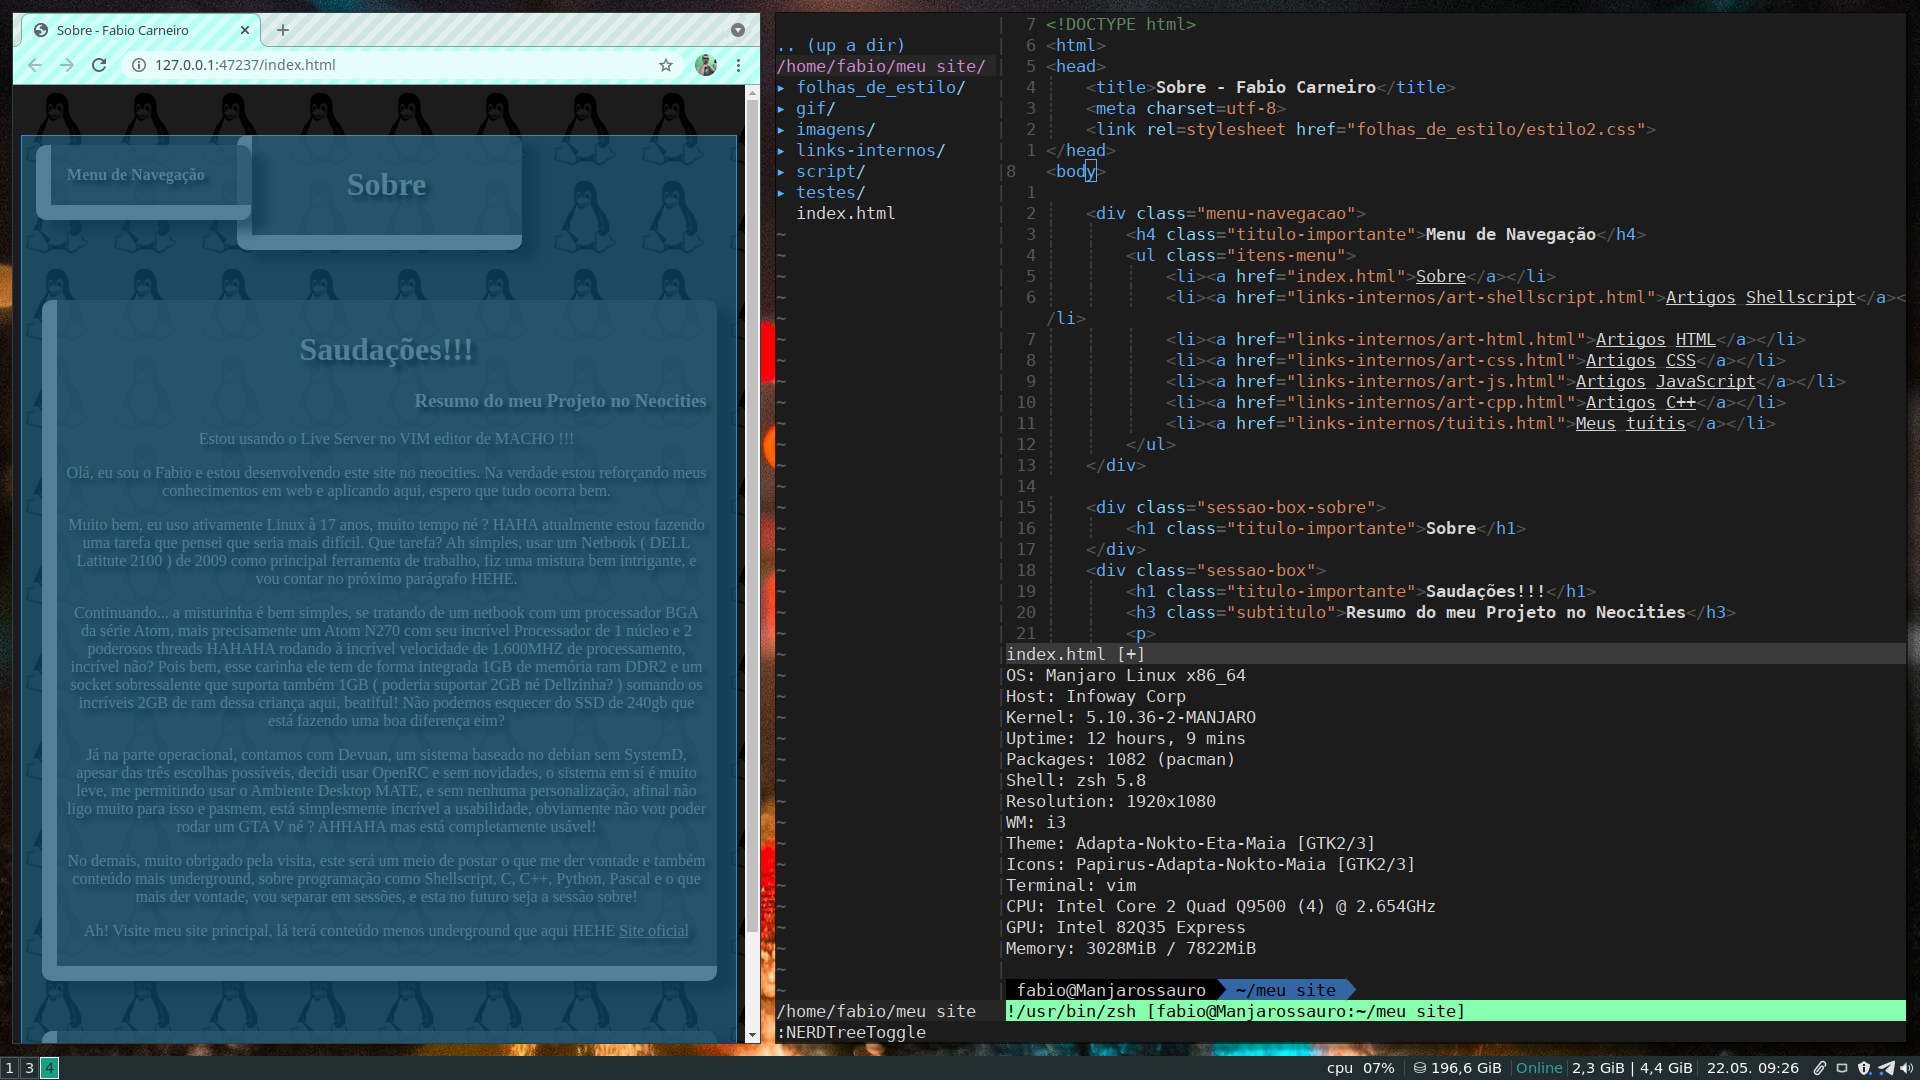 Sobre - Fabio Carneiro
127.0.0.1:47237/index.html
Menu de Navegação
Sobre
Saudações!!!
Resumo do meu Projeto no Neocities
Estou usando o Live Server no VIM editor de MACHO !!!
Olá, eu sou o Fabio e estou desenvolvendo este site no neocities. Na verdade estou reforçando meus
conhecimentos em web e aplicando aqui, espero que tudo ocorra bem.
Muito bem, eu uso ativamente Linux à 17 anos, muito tempo né ? HAHA atualmente estou fazendo
uma tarefa que pensei que seria mais difícil. Que tarefa? Ah simples, usar um Netbook ( DELL
Latitute 2100 ) de 2009 como principal ferramenta de trabalho, fiz uma mistura bem intrigante, e
vou contar no próximo parágrafo HEHE.
Continuando... a misturinha é bem simples, se tratando de um netbook com um processador BGA
da série Atom, mais precisamente um Atom N270 com seu incrível Processador de 1 núcleo e 2
poderosos threads HAHAHA rodando à incrível velocidade de 1.600MHZ de processamento,
incrível não? Pois bem, esse carinha ele tem de forma integrada 1GB de memória ram DDR2 e um
socket sobressalente que suporta também 1GB ( poderia suportar 2GB né Dellzinha? ) somando os
incríveis 2GB de ram dessa criança aqui, beatiful! Não podemos esquecer do SSD de 240gb que
está fazendo uma boa diferença eim?
Já na parte operacional, contamos com Devuan, um sistema baseado no debian sem SystemD,
apesar das três escolhas possíveis, decidi usar OpenRC e sem novidades, o sistema em sí é muito
leve, me permitindo usar o Ambiente Desktop MATE, e sem nenhuma personalização, afinal não
ligo muito para isso e pasmem, está simplesmente incrível a usabilidade, obviamente não vou poder
rodar um GTA V né ? AHHAHA mas está completamente usável!
No demais, muito obrigado pela visita, este será um meio de postar o que me der vontade e também
conteúdo mais underground, sobre programação como Shellscript, C, C++, Python, Pascal e o que
mais der vontade, vou separar em sessões, e esta no futuro seja a sessão sobre!
Ah! Visite meu site principal, lá terá conteúdo menos underground que aqui HEHE Site oficial
.. (up a dir)
/home/fabio/meu site/
▸ folhas_de_estilo/
▸ gif/
▸ imagens/
▸ links-internos/
▸ script/
▸ testes/
index.html
/home/fabio/meu site
7 <!DOCTYPE html>
6 <html>
5 <head>
4 <title>Sobre - Fabio Carneiro</title>
3 <meta charset=utf-8>
2 <link rel=stylesheet href="folhas_de_estilo/estilo2.css">
1 </head>
8 <body>
1
2 <div class="menu-navegacao">
3 <h4 class="titulo-importante">Menu de Navegação</h4>
4 <ul class="itens-menu">
5 <li><a href="index.html">Sobre</a></li>
6 <li><a href="links-internos/art-shellscript.html">Artigos Shellscript</a><
/li>
7 <li><a href="links-internos/art-html.html">Artigos HTML</a></li>
8 <li><a href="links-internos/art-css.html">Artigos CSS</a></li>
9 <li><a href="links-internos/art-js.html">Artigos JavaScript</a></li>
10 <li><a href="links-internos/art-cpp.html">Artigos C++</a></li>
11 <li><a href="links-internos/tuitis.html">Meus tuítis</a></li>
12 </ul>
13 </div>
14
15 <div class="sessao-box-sobre">
16 <h1 class="titulo-importante">Sobre</h1>
17 </div>
18 <div class="sessao-box">
19 <h1 class="titulo-importante">Saudações!!!</h1>
20 <h3 class="subtitulo">Resumo do meu Projeto no Neocities</h3>
21 <p>
index.html [+]
OS: Manjaro Linux x86_64
Host: Infoway Corp
Kernel: 5.10.36-2-MANJARO
Uptime: 12 hours, 9 mins
Packages: 1082 (pacman)
Shell: zsh 5.8
Resolution: 1920x1080
WM: i3
Theme: Adapta-Nokto-Eta-Maia [GTK2/3]
Icons: Papirus-Adapta-Nokto-Maia [GTK2/3]
Terminal: vim
CPU: Intel Core 2 Quad Q9500 (4) @ 2.654GHz
GPU: Intel 82Q35 Express
Memory: 3028MiB / 7822MiB
fabio@Manjarossauro ~/meu site
!/usr/bin/zsh [fabio@Manjarossauro:~/meu site]
:NERDTreeToggle
1 3 4
cpu 07% 196,6 GiB Online 2,3 GiB | 4,4 GiB 22.05. 09:26